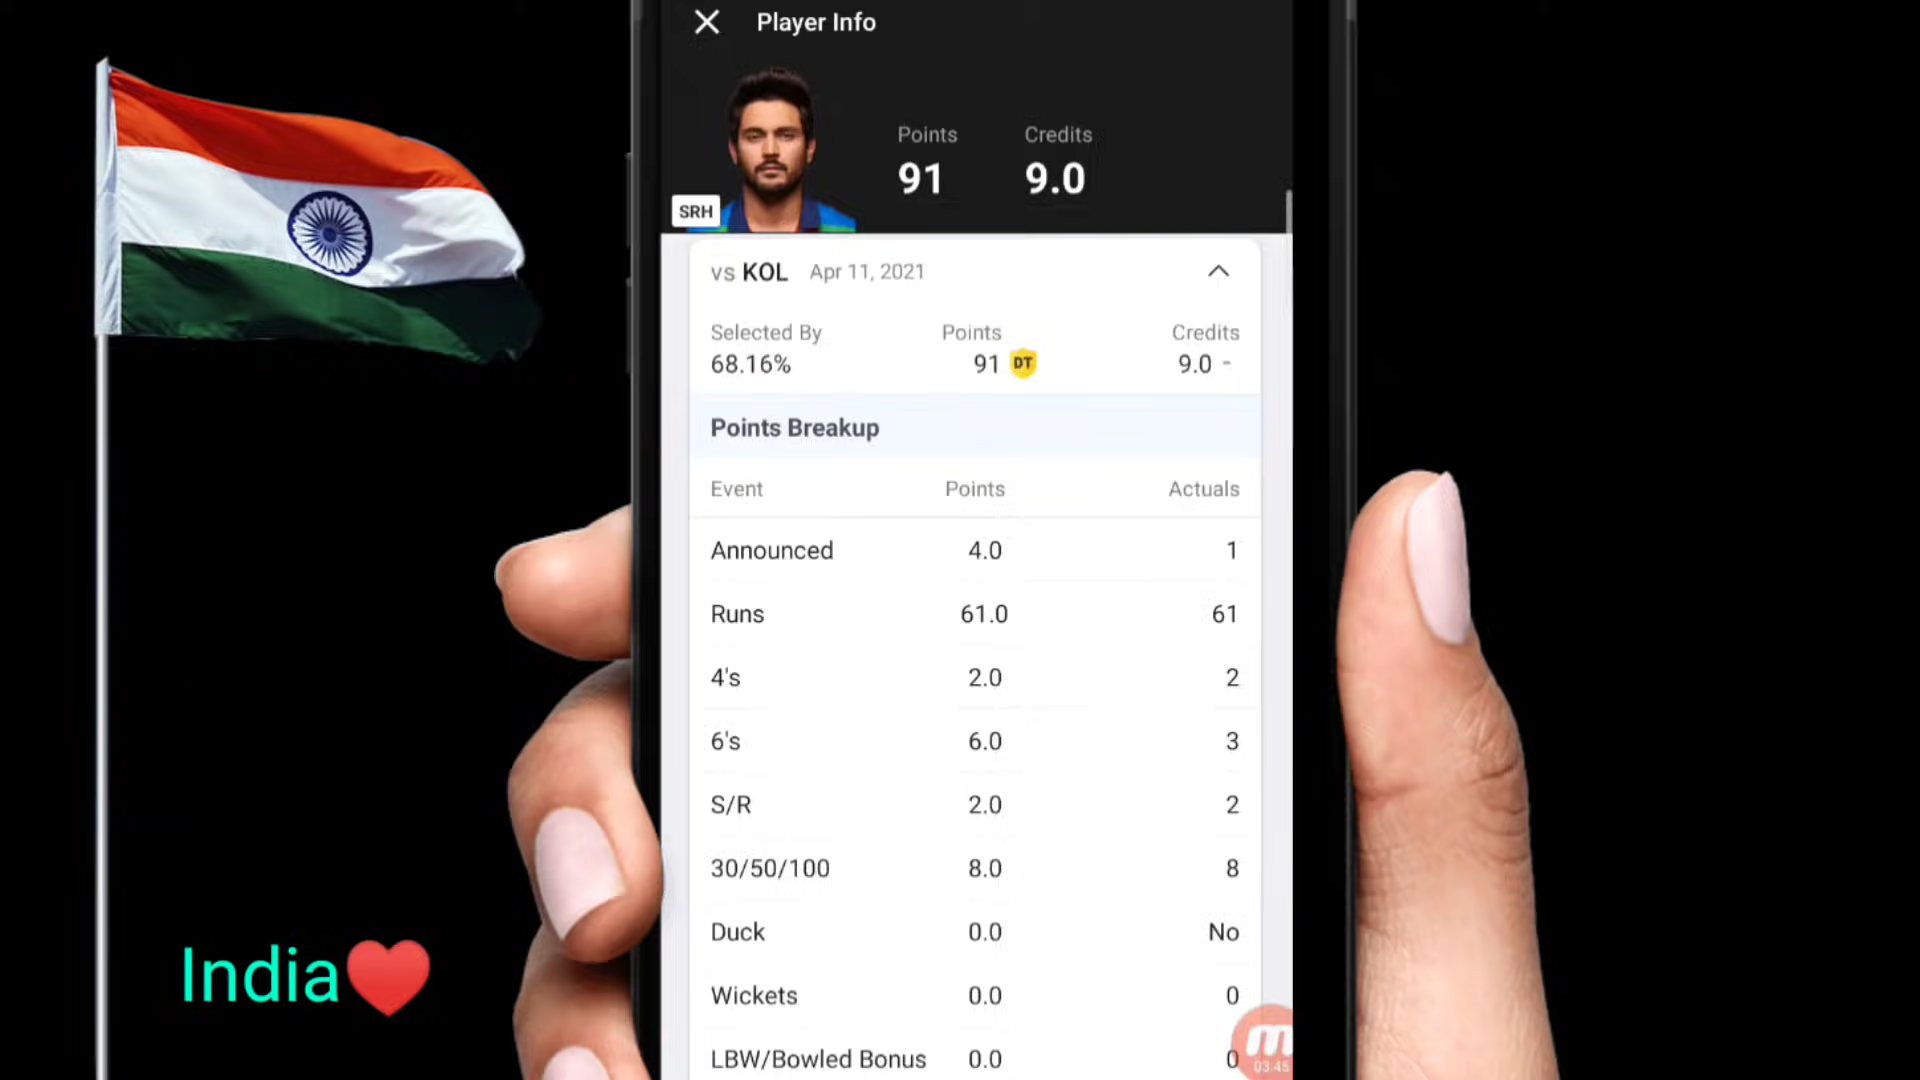 Player Info
Points Credits
91 9.0
SRH
vs KOL Apr 11, 2021
Selected By Points Credits
68.16% 91 DT 9.0 -
Points Breakup
Event Points Actuals
Announced 4.0 1
Runs 61.0 61
4's 2.0 2
6's 6.0 3
S/R 2.0 2
30/50/100 8.0 8
Duck 0.0 No
Wickets 0.0 0
LBW/Bowled Bonus 0.0 0
03:45
India❤️